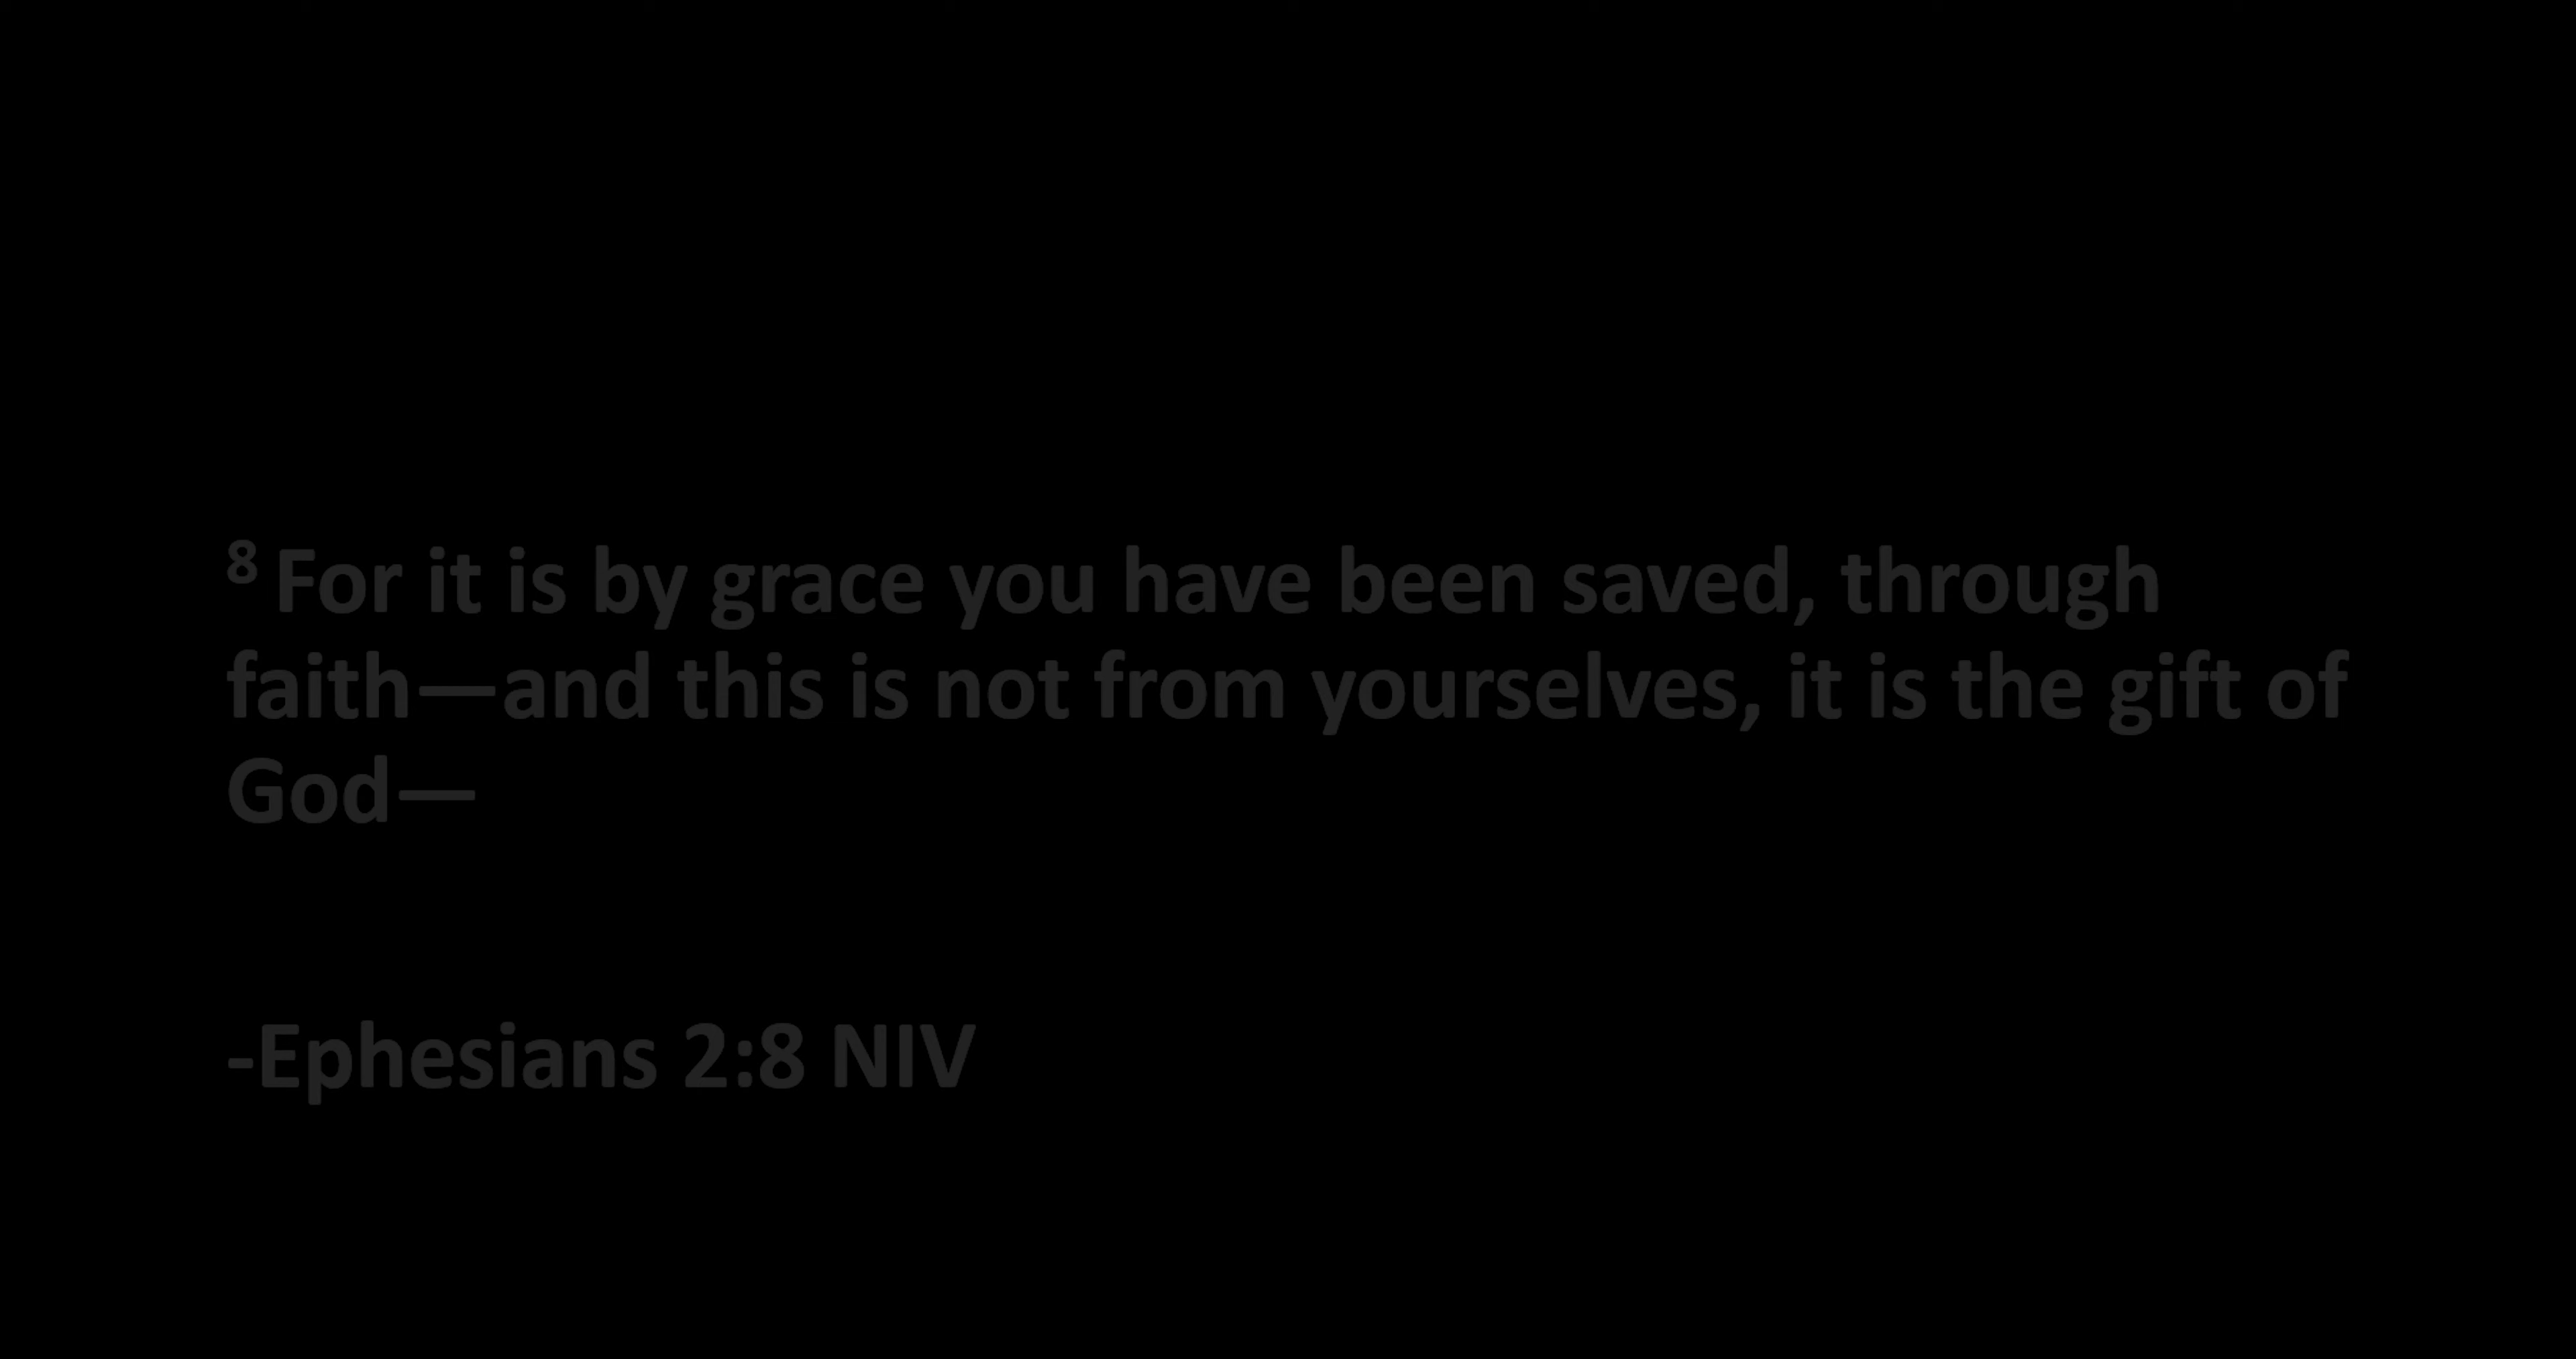 8 For it is by grace you have been saved, through
faith—and this is not from yourselves, it is the gift of
God—
-Ephesians 2:8 NIV